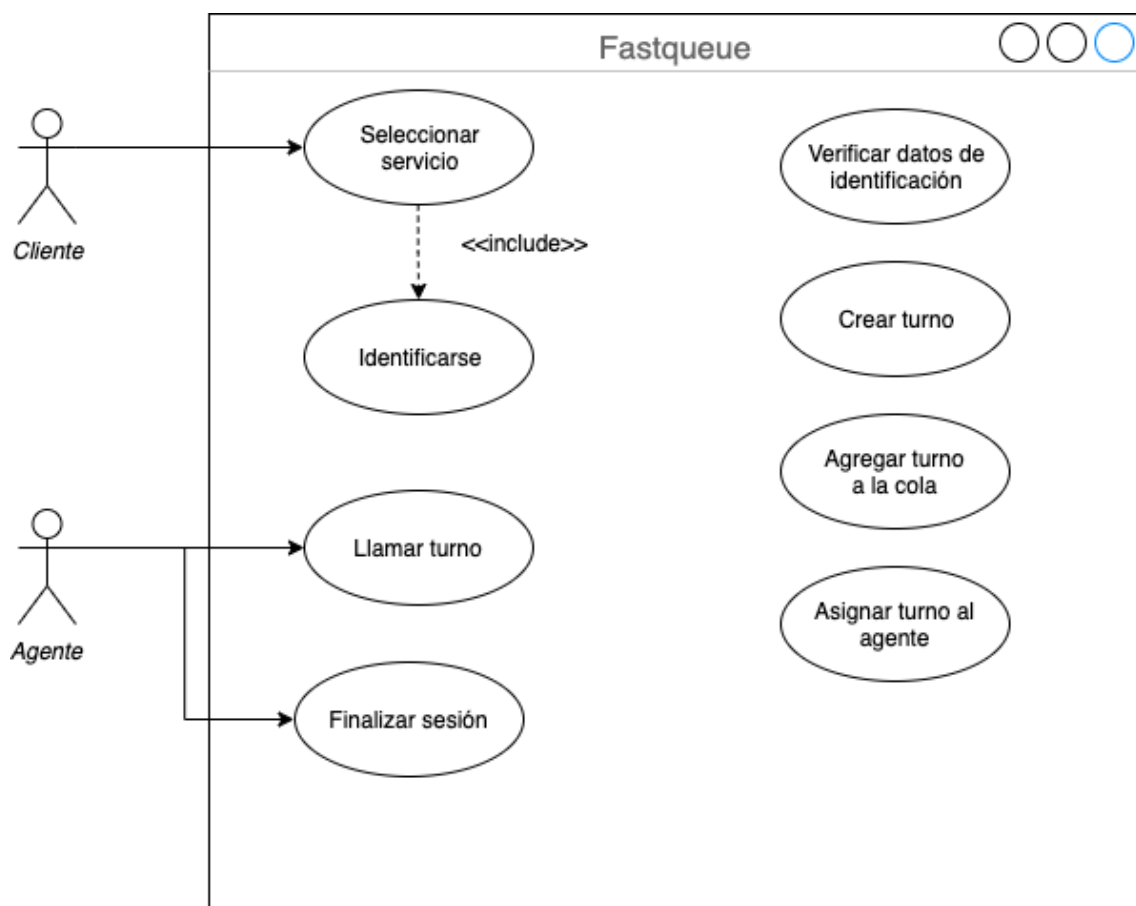 Fastqueue
Seleccionar
servicio
Verificar datos de
identificación
Cliente
<<include>>
Crear turno
Identificarse
Agregar turno
a la cola
Llamar turno
Asignar turno al
agente
Agente
Finalizar sesión